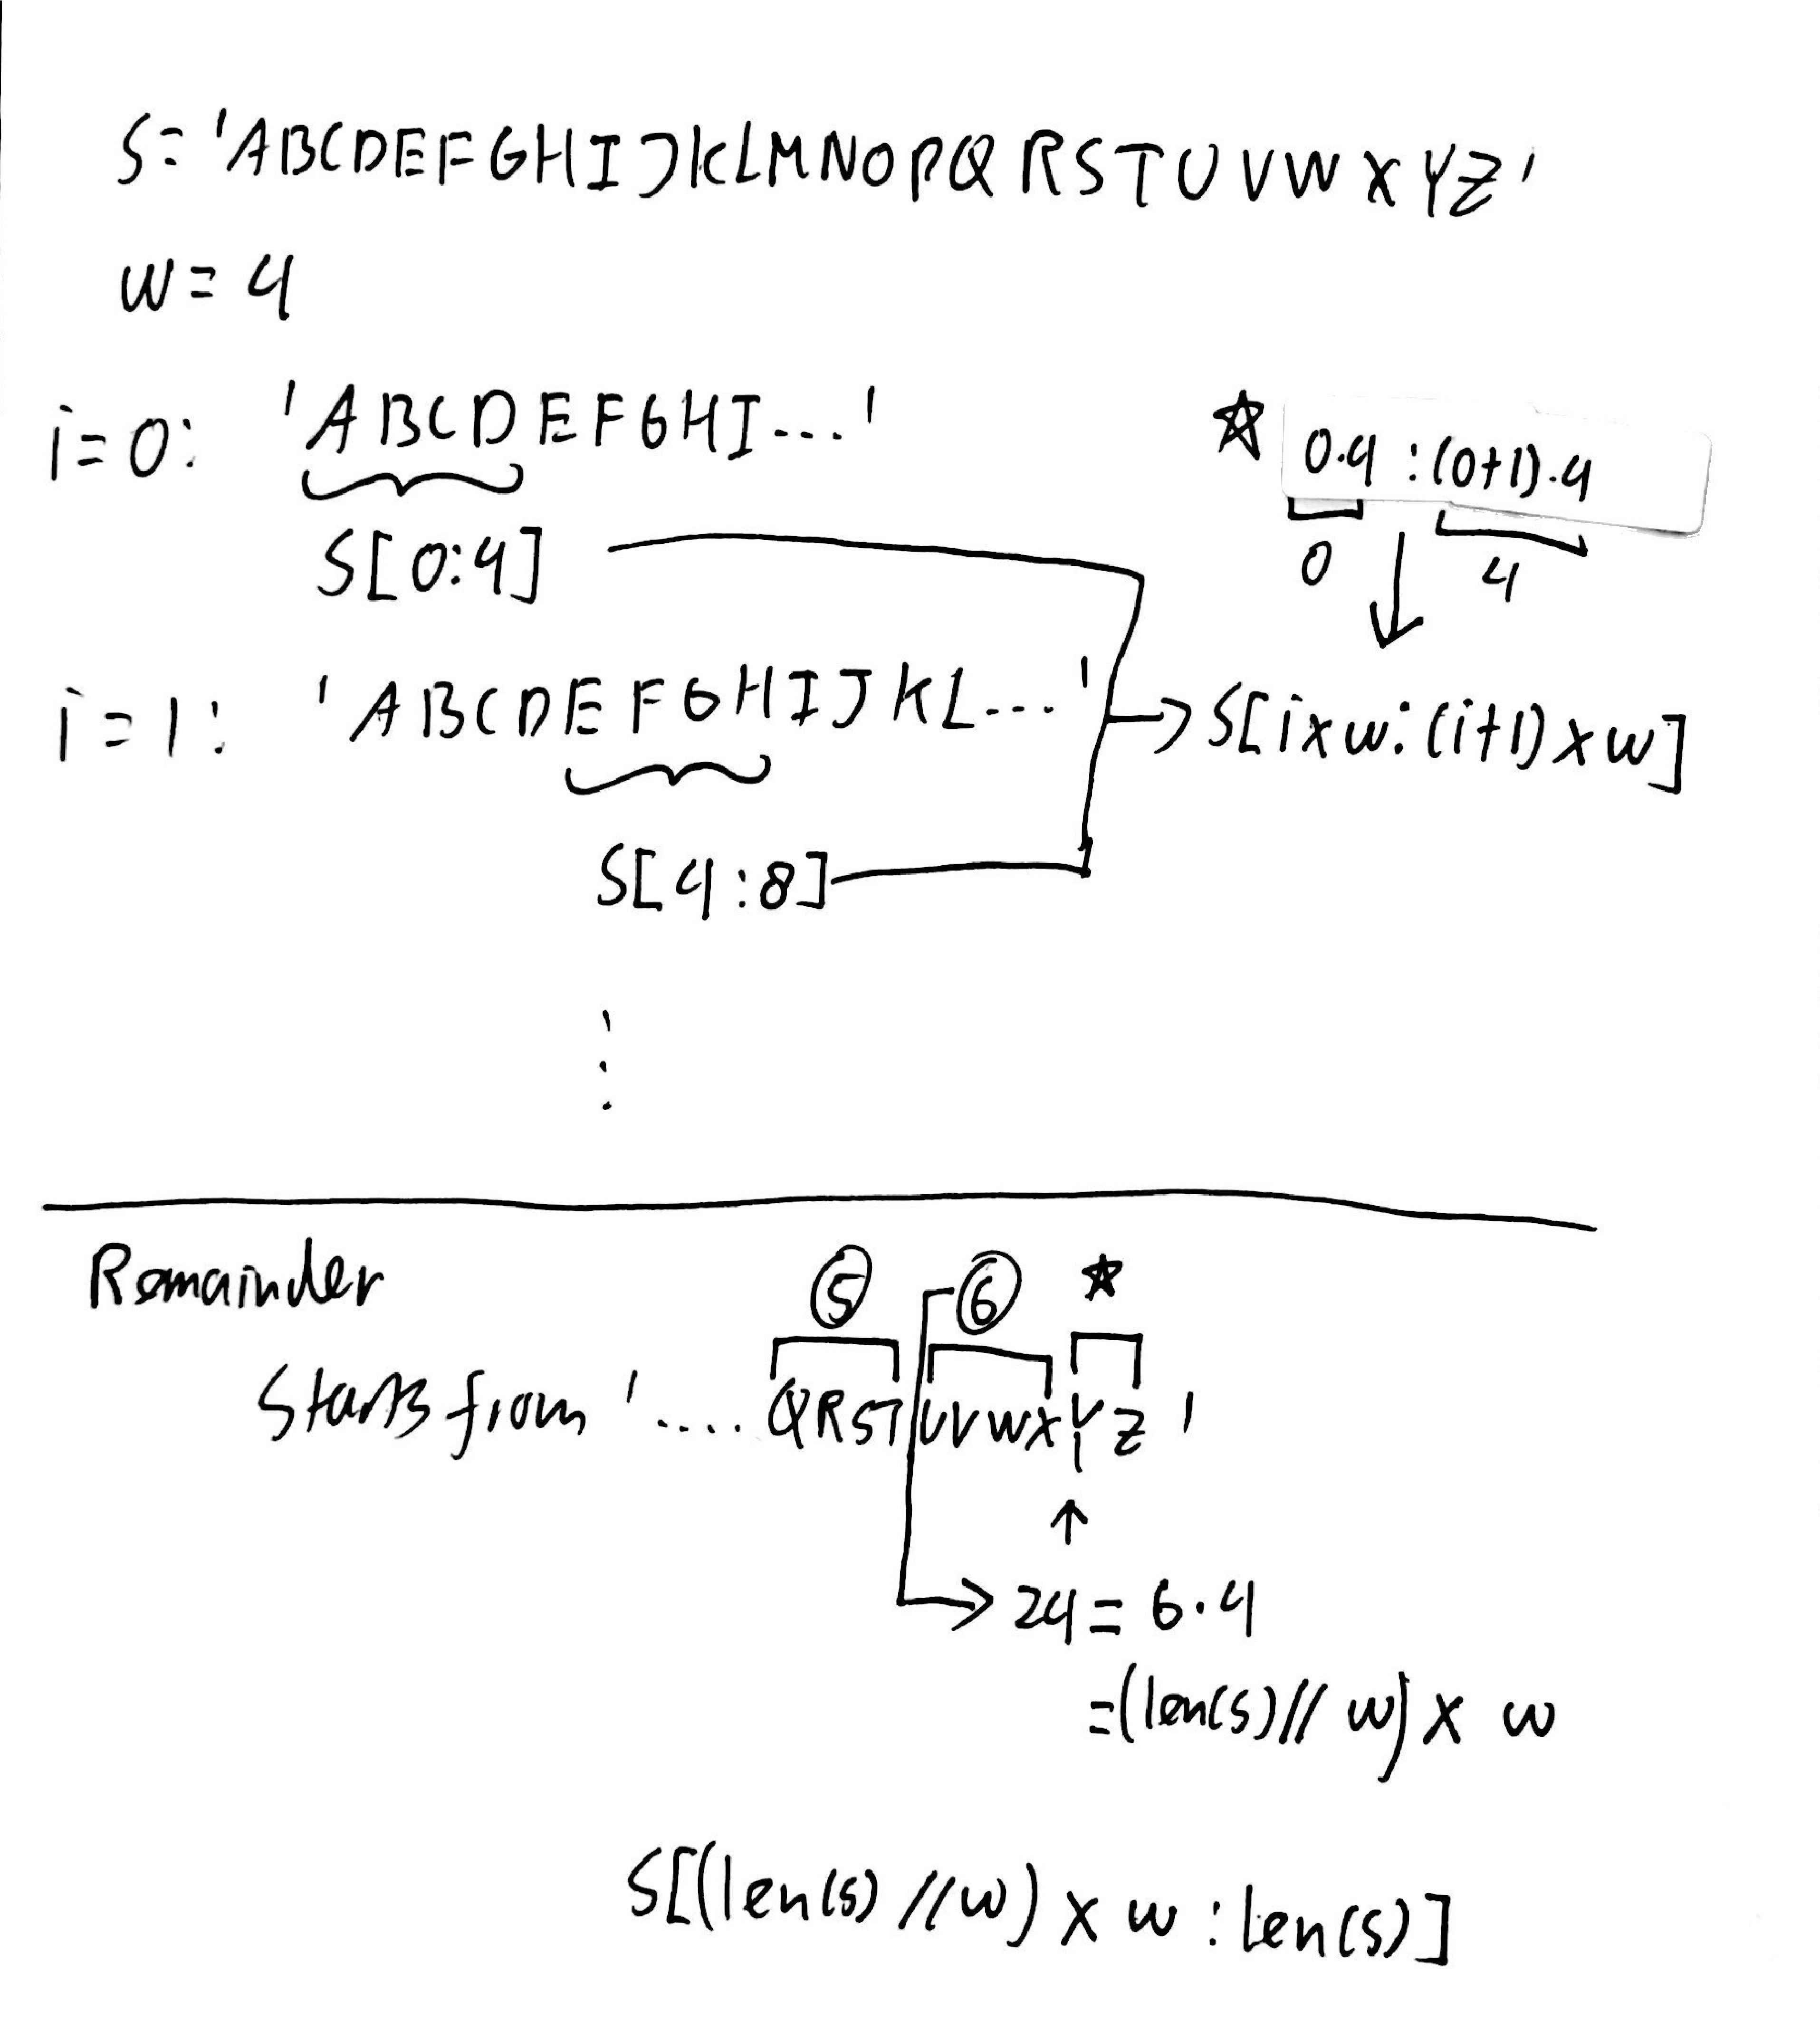 S = 'ABCDEFGHIJKLMNOPQRSTUVWXYZ'
w = 4
i=0: 'ABCDEFGHI...'
☆ 0.4 : (0+1).4
0 4
S[0:4]
i=1: 'ABCDEFGHIJKL...'
→ S[i×w:(i+1)×w]
S[4:8]
Remainder
⑤ ⑥ ☆
Starts from '....QRSTUVWXYZ'
↑
→ 24 = 6.4
=(len(s)//w) × w
S[(len(s)//w) × w : len(s)]